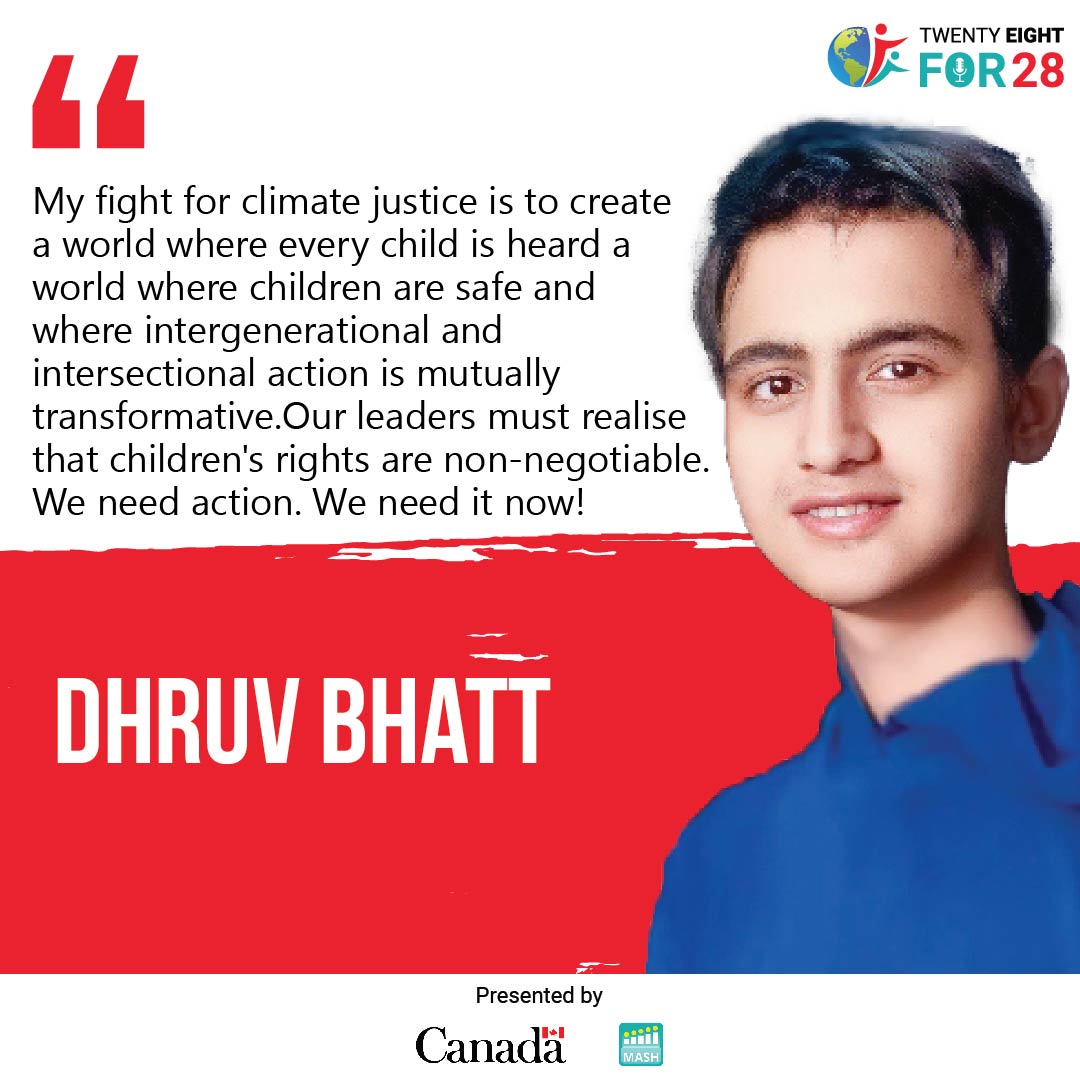 TWENTY EIGHT
FOR 28
My fight for climate justice is to create
a world where every child is heard a
world where children are safe and
where intergenerational and
intersectional action is mutually
transformative.Our leaders must realise
that children's rights are non-negotiable.
We need action. We need it now!
DHRUV BHATT
Presented by
Canada
MASH